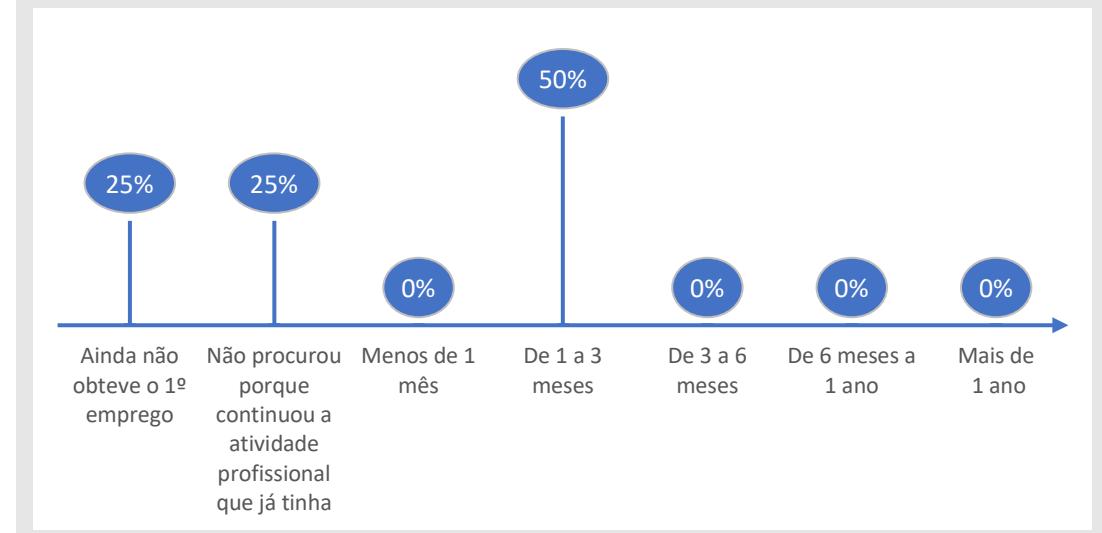 50%
25%
25%
0%
0%
0%
0%
Ainda não
obteve o 1º
emprego
Não procurou
porque
continuou a
atividade
profissional
que já tinha
Menos de 1
mês
De 1 a 3
meses
De 3 a 6
meses
De 6 meses a
1 ano
Mais de
1 ano